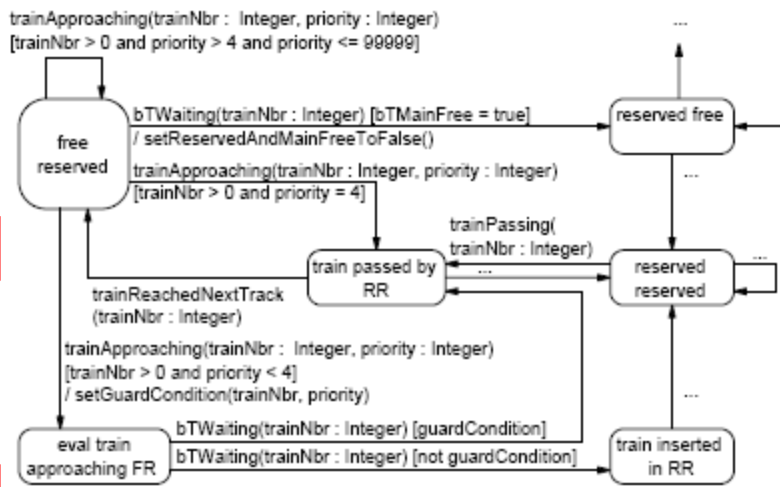 trainApproaching(trainNbr : Integer, priority : Integer)
[trainNbr > 0 and priority > 4 and priority <= 99999]
...
bTWaiting(trainNbr : Integer) [bTMainFree = true]
/ setReservedAndMainFreeToFalse()
free
reserved
reserved free
trainApproaching(trainNbr : Integer, priority : Integer)
[trainNbr > 0 and priority = 4]
...
trainPassing(
trainNbr : Integer)
...
train passed by
RR
...
reserved
reserved
trainReachedNextTrack
(trainNbr : Integer)
trainApproaching(trainNbr : Integer, priority : Integer)
[trainNbr > 0 and priority < 4]
/ setGuardCondition(trainNbr, priority)
...
bTWaiting(trainNbr : Integer) [guardCondition]
eval train
approaching FR
bTWaiting(trainNbr : Integer) [not guardCondition]
train inserted
in RR